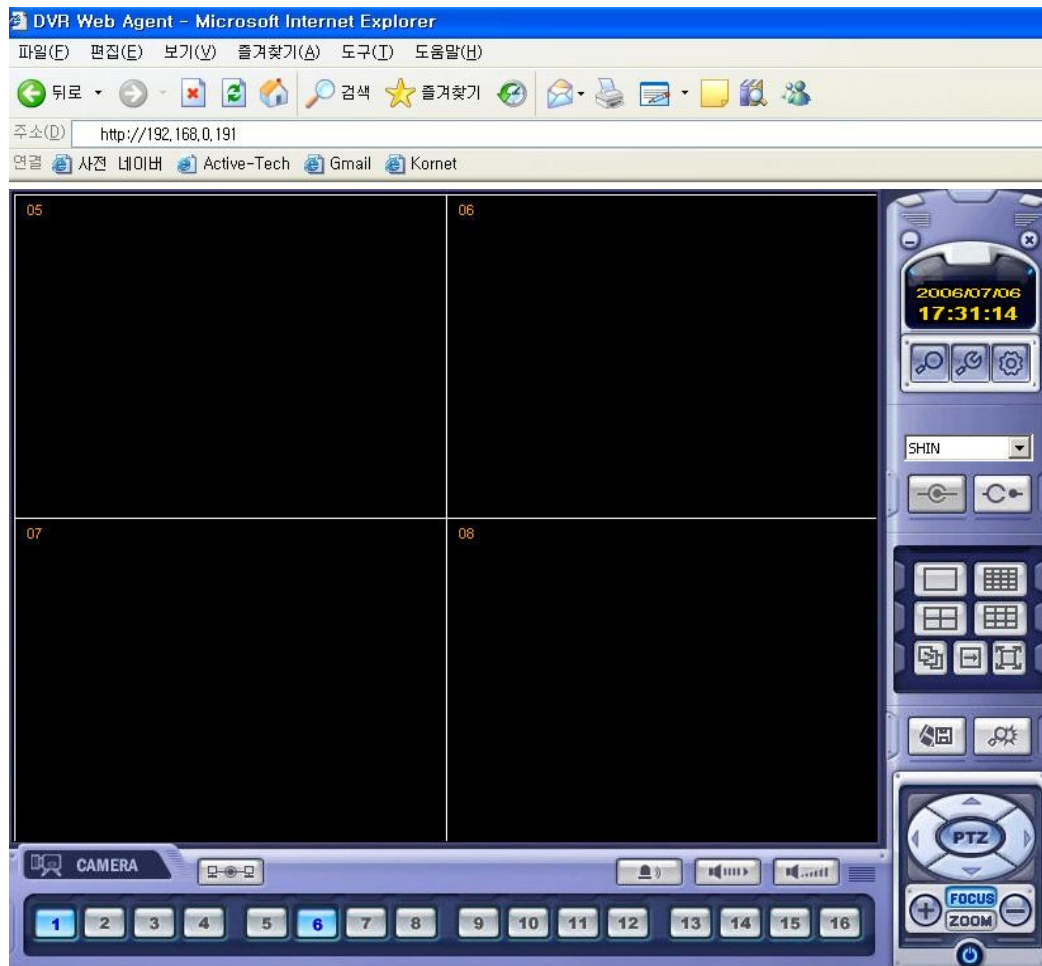 DVR Web Agent - Microsoft Internet Explorer
파일(F) 편집(E) 보기(V) 즐겨찾기(A) 도구(T) 도움말(H)
뒤로 검색 즐겨찾기
주소(D) http://192.168.0.191
연결 사전 네이버 Active-Tech Gmail Kornet
05 06
2006/07/06
17:31:14
SHIN
07 08
PTZ
CAMERA
FOCUS
ZOOM
1 2 3 4 5 6 7 8 9 10 11 12 13 14 15 16